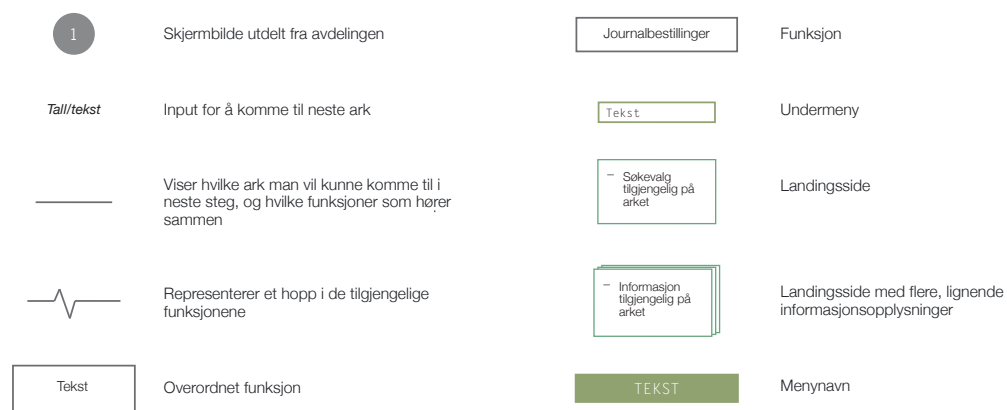 1
Skjermbilde utdelt fra avdelingen
Tall/tekst
Input for å komme til neste ark
Viser hvilke ark man vil kunne komme til i
neste steg, og hvilke funksjoner som hører
sammen
Representerer et hopp i de tilgjengelige
funksjonene
Tekst
Overordnet funksjon
Journalbestillinger
Funksjon
Tekst
Undermeny
– Søkevalg
tilgjengelig på
arket
Landingsside
– Informasjon
tilgjengelig på
arket
Landingsside med flere, lignende
informasjonsopplysninger
TEKST
Menynavn